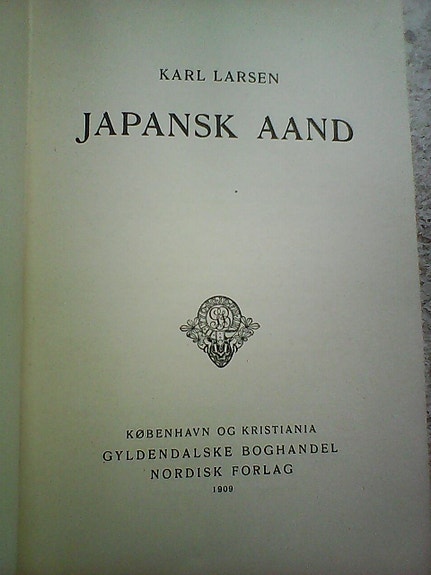 KARL LARSEN
JAPANSK AAND
KØBENHAVN OG KRISTIANIA
GYLDENDALSKE BOGHANDEL
NORDISK FORLAG
1909